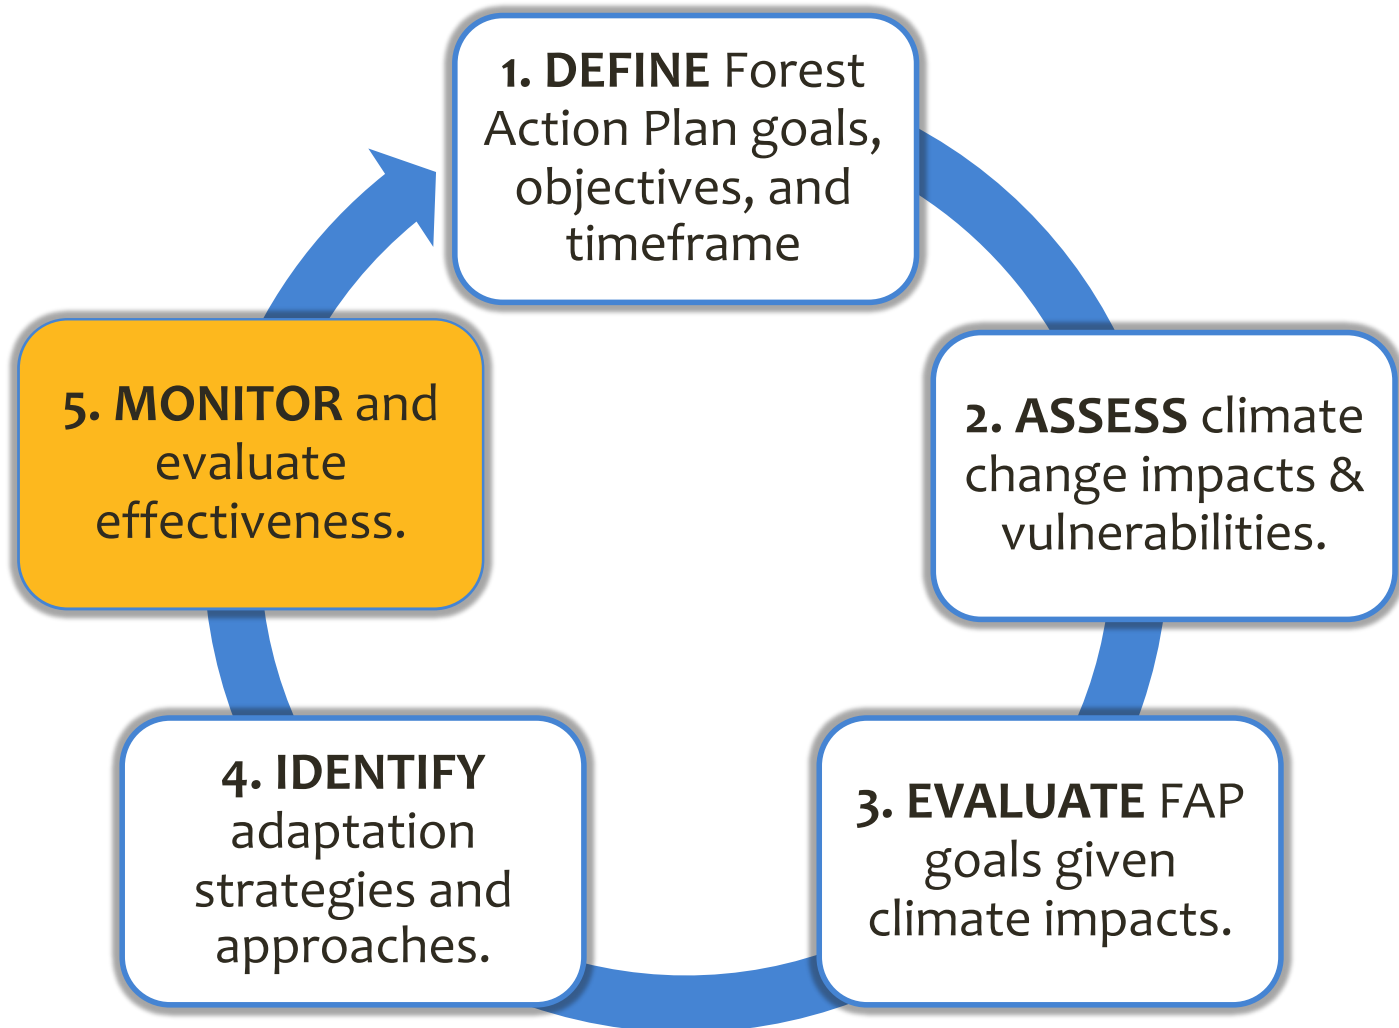 1. DEFINE Forest
Action Plan goals,
objectives, and
timeframe
2. ASSESS climate
change impacts &
vulnerabilities.
3. EVALUATE FAP
goals given
climate impacts.
4. IDENTIFY
adaptation
strategies and
approaches.
5. MONITOR and
evaluate
effectiveness.